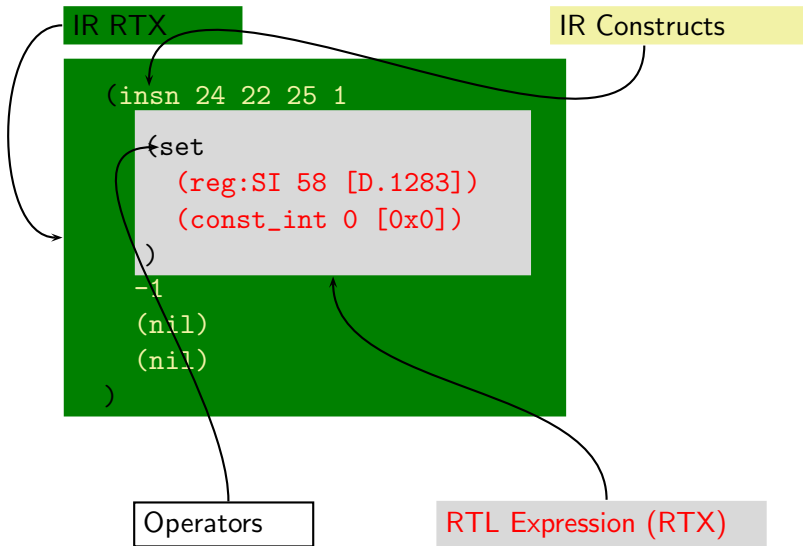 IR RTX
IR Constructs
(insn 24 22 25 1
(set
(reg:SI 58 [D.1283])
(const_int 0 [0x0])
)
-1
(nil)
(nil)
)
Operators
RTL Expression (RTX)